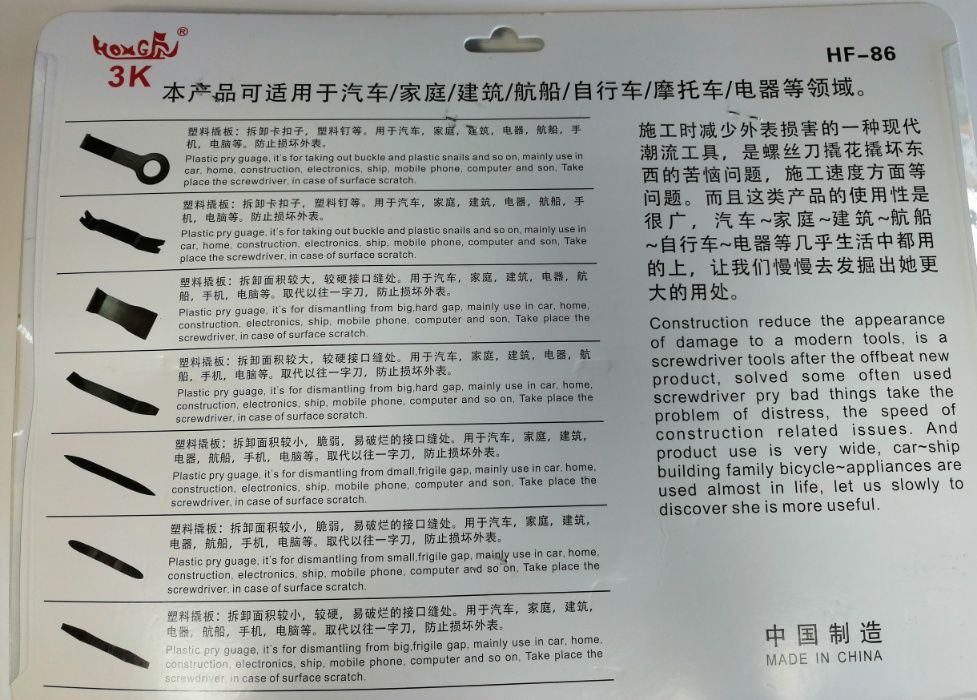 HONG虎®
3K
HF-86
本产品可适用于汽车/家庭/建筑/航船/自行车/摩托车/电器等领域。
塑料撬板：拆卸卡扣子，塑料钉等。用于汽车，家庭，建筑，电器，航船，手
机，电脑等。防止损坏外表。
Plastic pry guage, it's for taking out buckle and plastic snails and so on, mainly use in
car, home, construction, electronics, ship, mobile phone, computer and son. Take
place the screwdriver, in case of surface scratch.
塑料撬板：拆卸卡扣子，塑料钉等。用于汽车，家庭，建筑，电器，航船，手
机，电脑等。防止损坏外表。
Plastic pry guage, it's for taking out buckle and plastic snails and so on, mainly use in
car, home, construction, electronics, ship, mobile phone, computer and son, Take
place the screwdriver, in case of surface scratch.
塑料撬板：拆卸面积较大，较硬接口缝处。用于汽车，家庭，建筑，电器，航
船，手机，电脑等。取代以往一字刀，防止损坏外表。
Plastic pry guage, it's for dismantling from big,hard gap, mainly use in car, home,
construction, electronics, ship, mobile phone, computer and son. Take place the
screwdriver, in case of surface scratch.
塑料撬板：拆卸面积较大，较硬接口缝处。用于汽车，家庭，建筑，电器，航
船，手机，电脑等。取代以往一字刀，防止损坏外表。
Plastic pry guage, it's for dismantling from big,hard gap, mainly use in car, home,
construction, electronics, ship, mobile phone, computer and so on, Take place the
screwdriver, in case of surface scratch.
塑料撬板：拆卸面积较小，脆弱，易破烂的接口缝处。用于汽车，家庭，建筑，
电器，航船，手机，电脑等。取代以往一字刀，防止损坏外表。
Plastic pry guage, it's for dismantling from dmall,frigile gap, mainly use in car, home,
construction, electronics, ship, mobile phone, computer and son, Take place the
screwdriver, in case of surface scratch.
塑料撬板：拆卸面积较小，脆弱，易破烂的接口缝处。用于汽车，家庭，建筑，
电器，航船，手机，电脑等。取代以往一字刀，防止损坏外表。
Plastic pry guage, it's for dismantling from small,frigile gap, mainly use in car, home,
construction, electronics, ship, mobile phone, computer and so on, Take place the
screwdriver, in case of surface scratch.
塑料撬板：拆卸面积较小，较硬，易破烂的接口缝处。用于汽车，家庭，建筑，
电器，航船，手机，电脑等。取代以往一字刀，防止损坏外表。
Plastic pry guage, it's for dismantling from big,frigile gap, mainly use in car, home,
construction, electronics, ship, mobile phone, computer and so on, Take place the
screwdriver, in case of surface scratch.
施工时减少外表损害的一种现代
潮流工具，是螺丝刀撬花撬坏东
西的苦恼问题，施工速度方面等
问题。而且这类产品的使用性是
很广，汽车~家庭~建筑~航船
~自行车~电器等几乎生活中都用
的上，让我们慢慢去发掘出她更
大的用处。
Construction reduce the appearance
of damage to a modern tools, is a
screwdriver tools after the offbeat new
product, solved some often used
screwdriver pry bad things take the
problem of distress, the speed of
construction related issues. And
product use is very wide, car~ship
building family bicycle~appliances are
used almost in life, let us slowly to
discover she is more useful.
中国制造
MADE IN CHINA